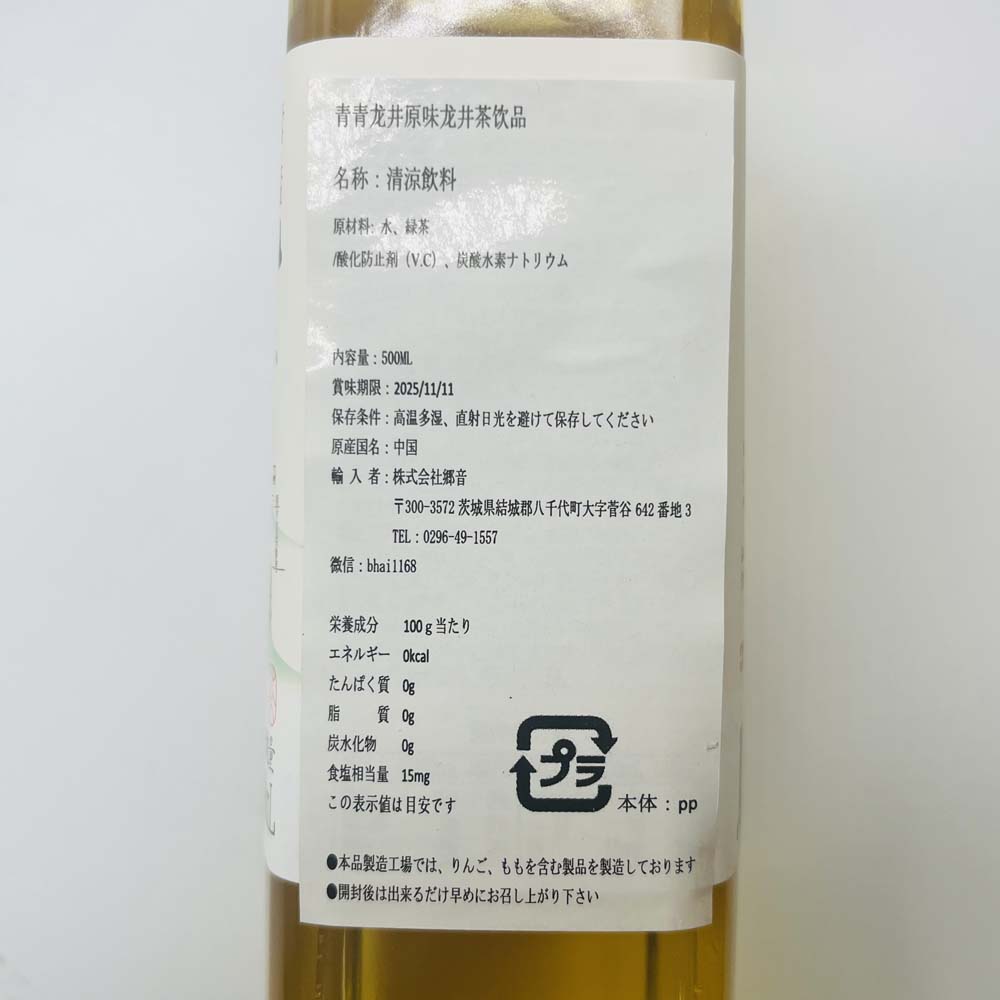 青青龙井原味龙井茶饮品
名称：清涼飲料
原材料: 水、緑茶
/酸化防止剤（V.C）、炭酸水素ナトリウム
内容量：500ML
賞味期限：2025/11/11
保存条件：高温多湿、直射日光を避けて保存してください
原産国名：中国
輸 入 者：株式会社郷音
〒300-3572 茨城県結城郡八千代町大字菅谷 642 番地 3
TEL：0296-49-1557
微信：bhai1168
栄養成分 100ｇ当たり
エネルギー 0kcal
たんぱく質 0g
脂 質 0g
炭水化物 0g
食塩相当量 15mg
この表示値は目安です
プラ
本体：pp
●本品製造工場では、りんご、ももを含む製品を製造しております
●開封後は出来るだけ早めにお召し上がり下さい